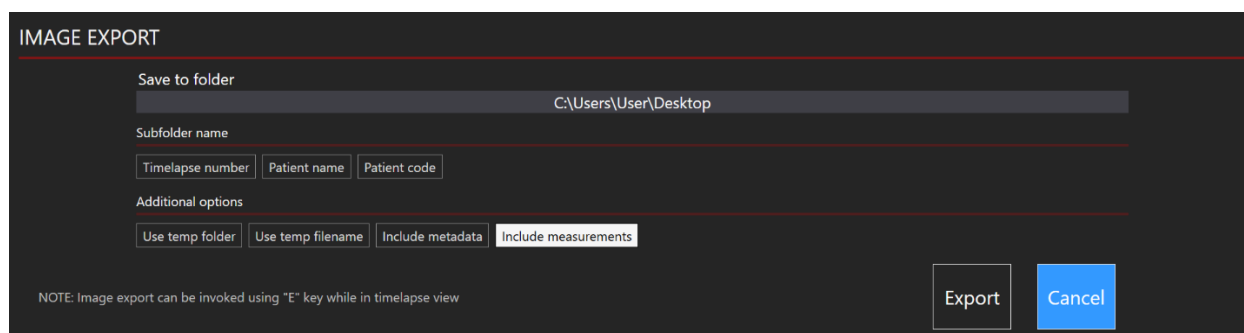 IMAGE EXPORT
Save to folder
C:\Users\User\Desktop
Subfolder name
Timelapse number Patient name Patient code
Additional options
Use temp folder Use temp filename Include metadata Include measurements
NOTE: Image export can be invoked using "E" key while in timelapse view
Export Cancel